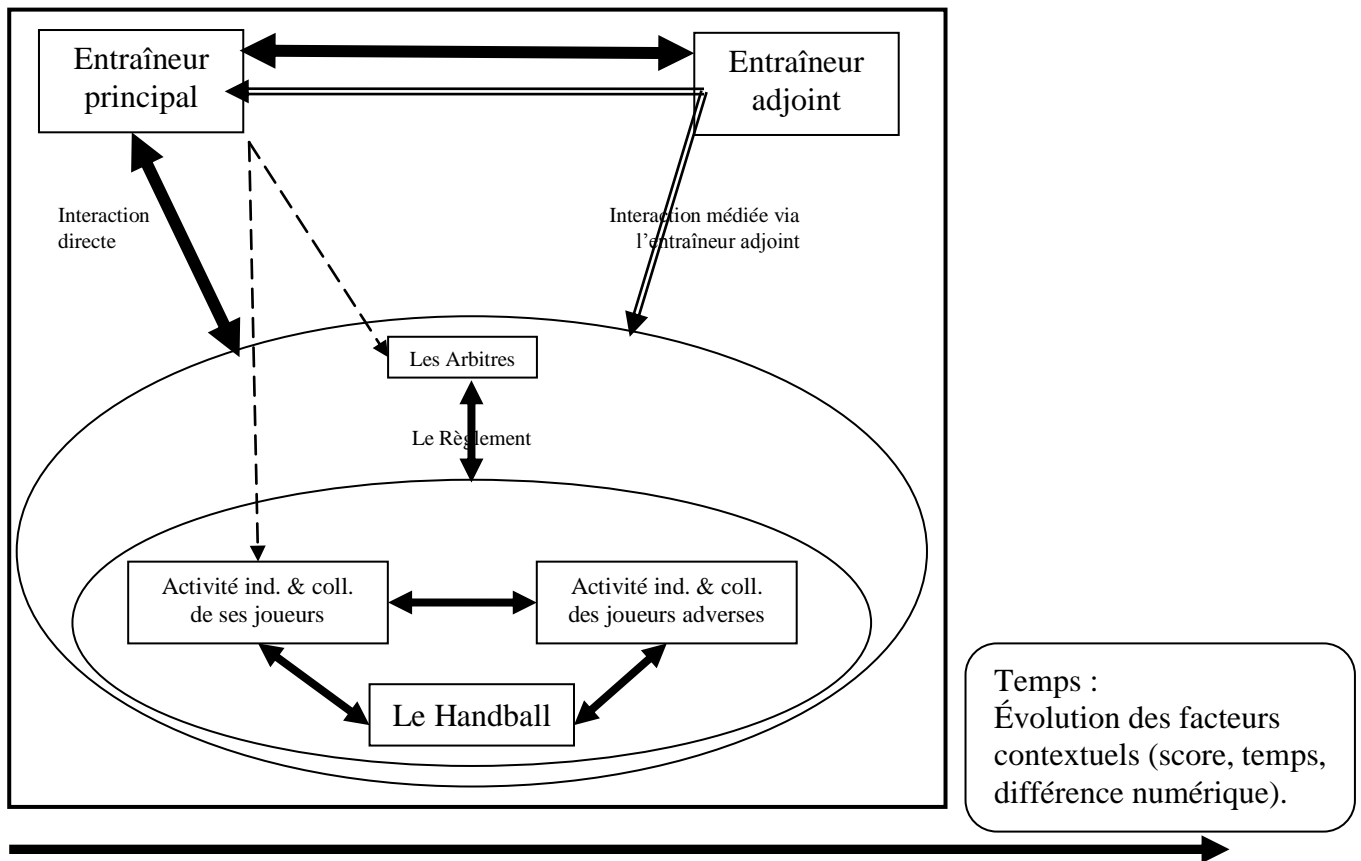 Entraîneur
principal
Entraîneur
adjoint
Interaction
directe
Interaction médiée via
l'entraîneur adjoint
Les Arbitres
Le Règlement
Activité ind. & coll.
de ses joueurs
Activité ind. & coll.
des joueurs adverses
Le Handball
Temps :
Évolution des facteurs
contextuels (score, temps,
différence numérique).